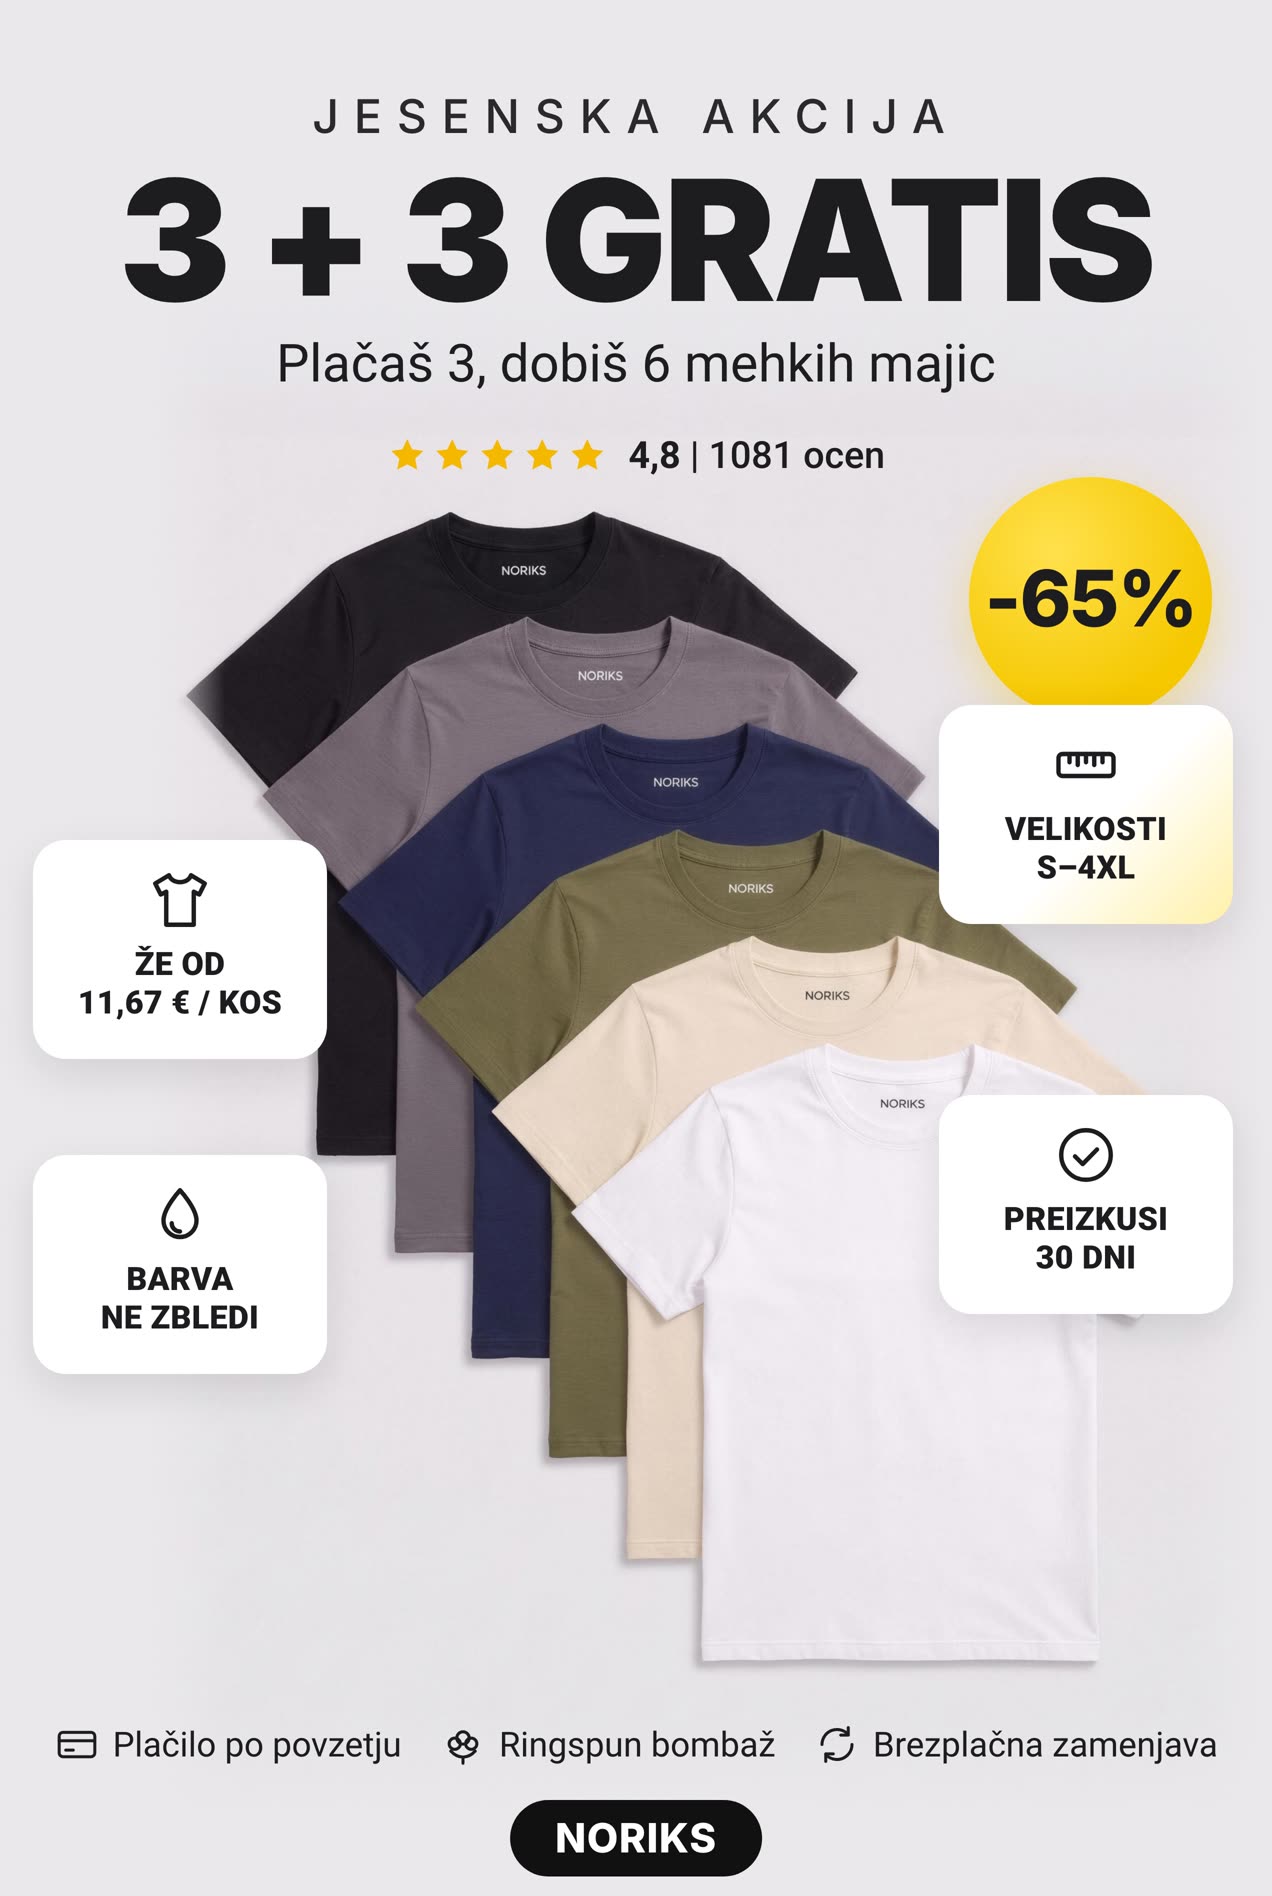 JESENSKA AKCIJA
3 + 3 GRATIS
Plačaš 3, dobiš 6 mehkih majic
4,8 | 1081 ocen
-65%
NORIKS
NORIKS
NORIKS
NORIKS
NORIKS
NORIKS
VELIKOSTI
S–4XL
ŽE OD
11,67 € / KOS
PREIZKUSI
30 DNI
BARVA
NE ZBLEDI
Plačilo po povzetju
Ringspun bombaž
Brezplačna zamenjava
NORIKS